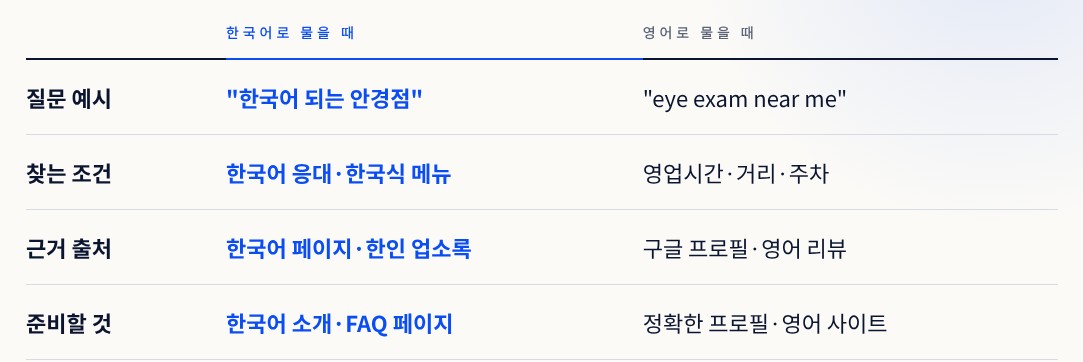 한국어로 물을 때 영어로 물을 때
질문 예시 "한국어 되는 안경점" "eye exam near me"
찾는 조건 한국어 응대·한국식 메뉴 영업시간·거리·주차
근거 출처 한국어 페이지·한인 업소록 구글 프로필·영어 리뷰
준비할 것 한국어 소개·FAQ 페이지 정확한 프로필·영어 사이트